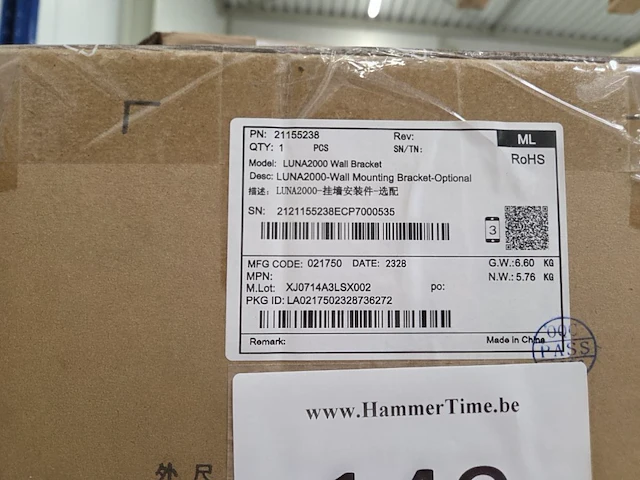 PN: 21155238 Rev: ML
QTY: 1 PCS SN/TN: RoHS
Model: LUNA2000 Wall Bracket
Desc: LUNA2000-Wall Mounting Bracket-Optional
描述: LUNA2000-挂墙安装件-选配
SN: 2121155238ECP7000535
3
MFG CODE: 021750 DATE: 2328 G.W.: 6.60 KG
MPN: N.W.: 5.76 KG
M.Lot: XJ0714A3LSX002 po:
PKG ID: LA0217502328736272
Remark: Made in China
OQC
PASS
www.HammerTime.be
外 尺